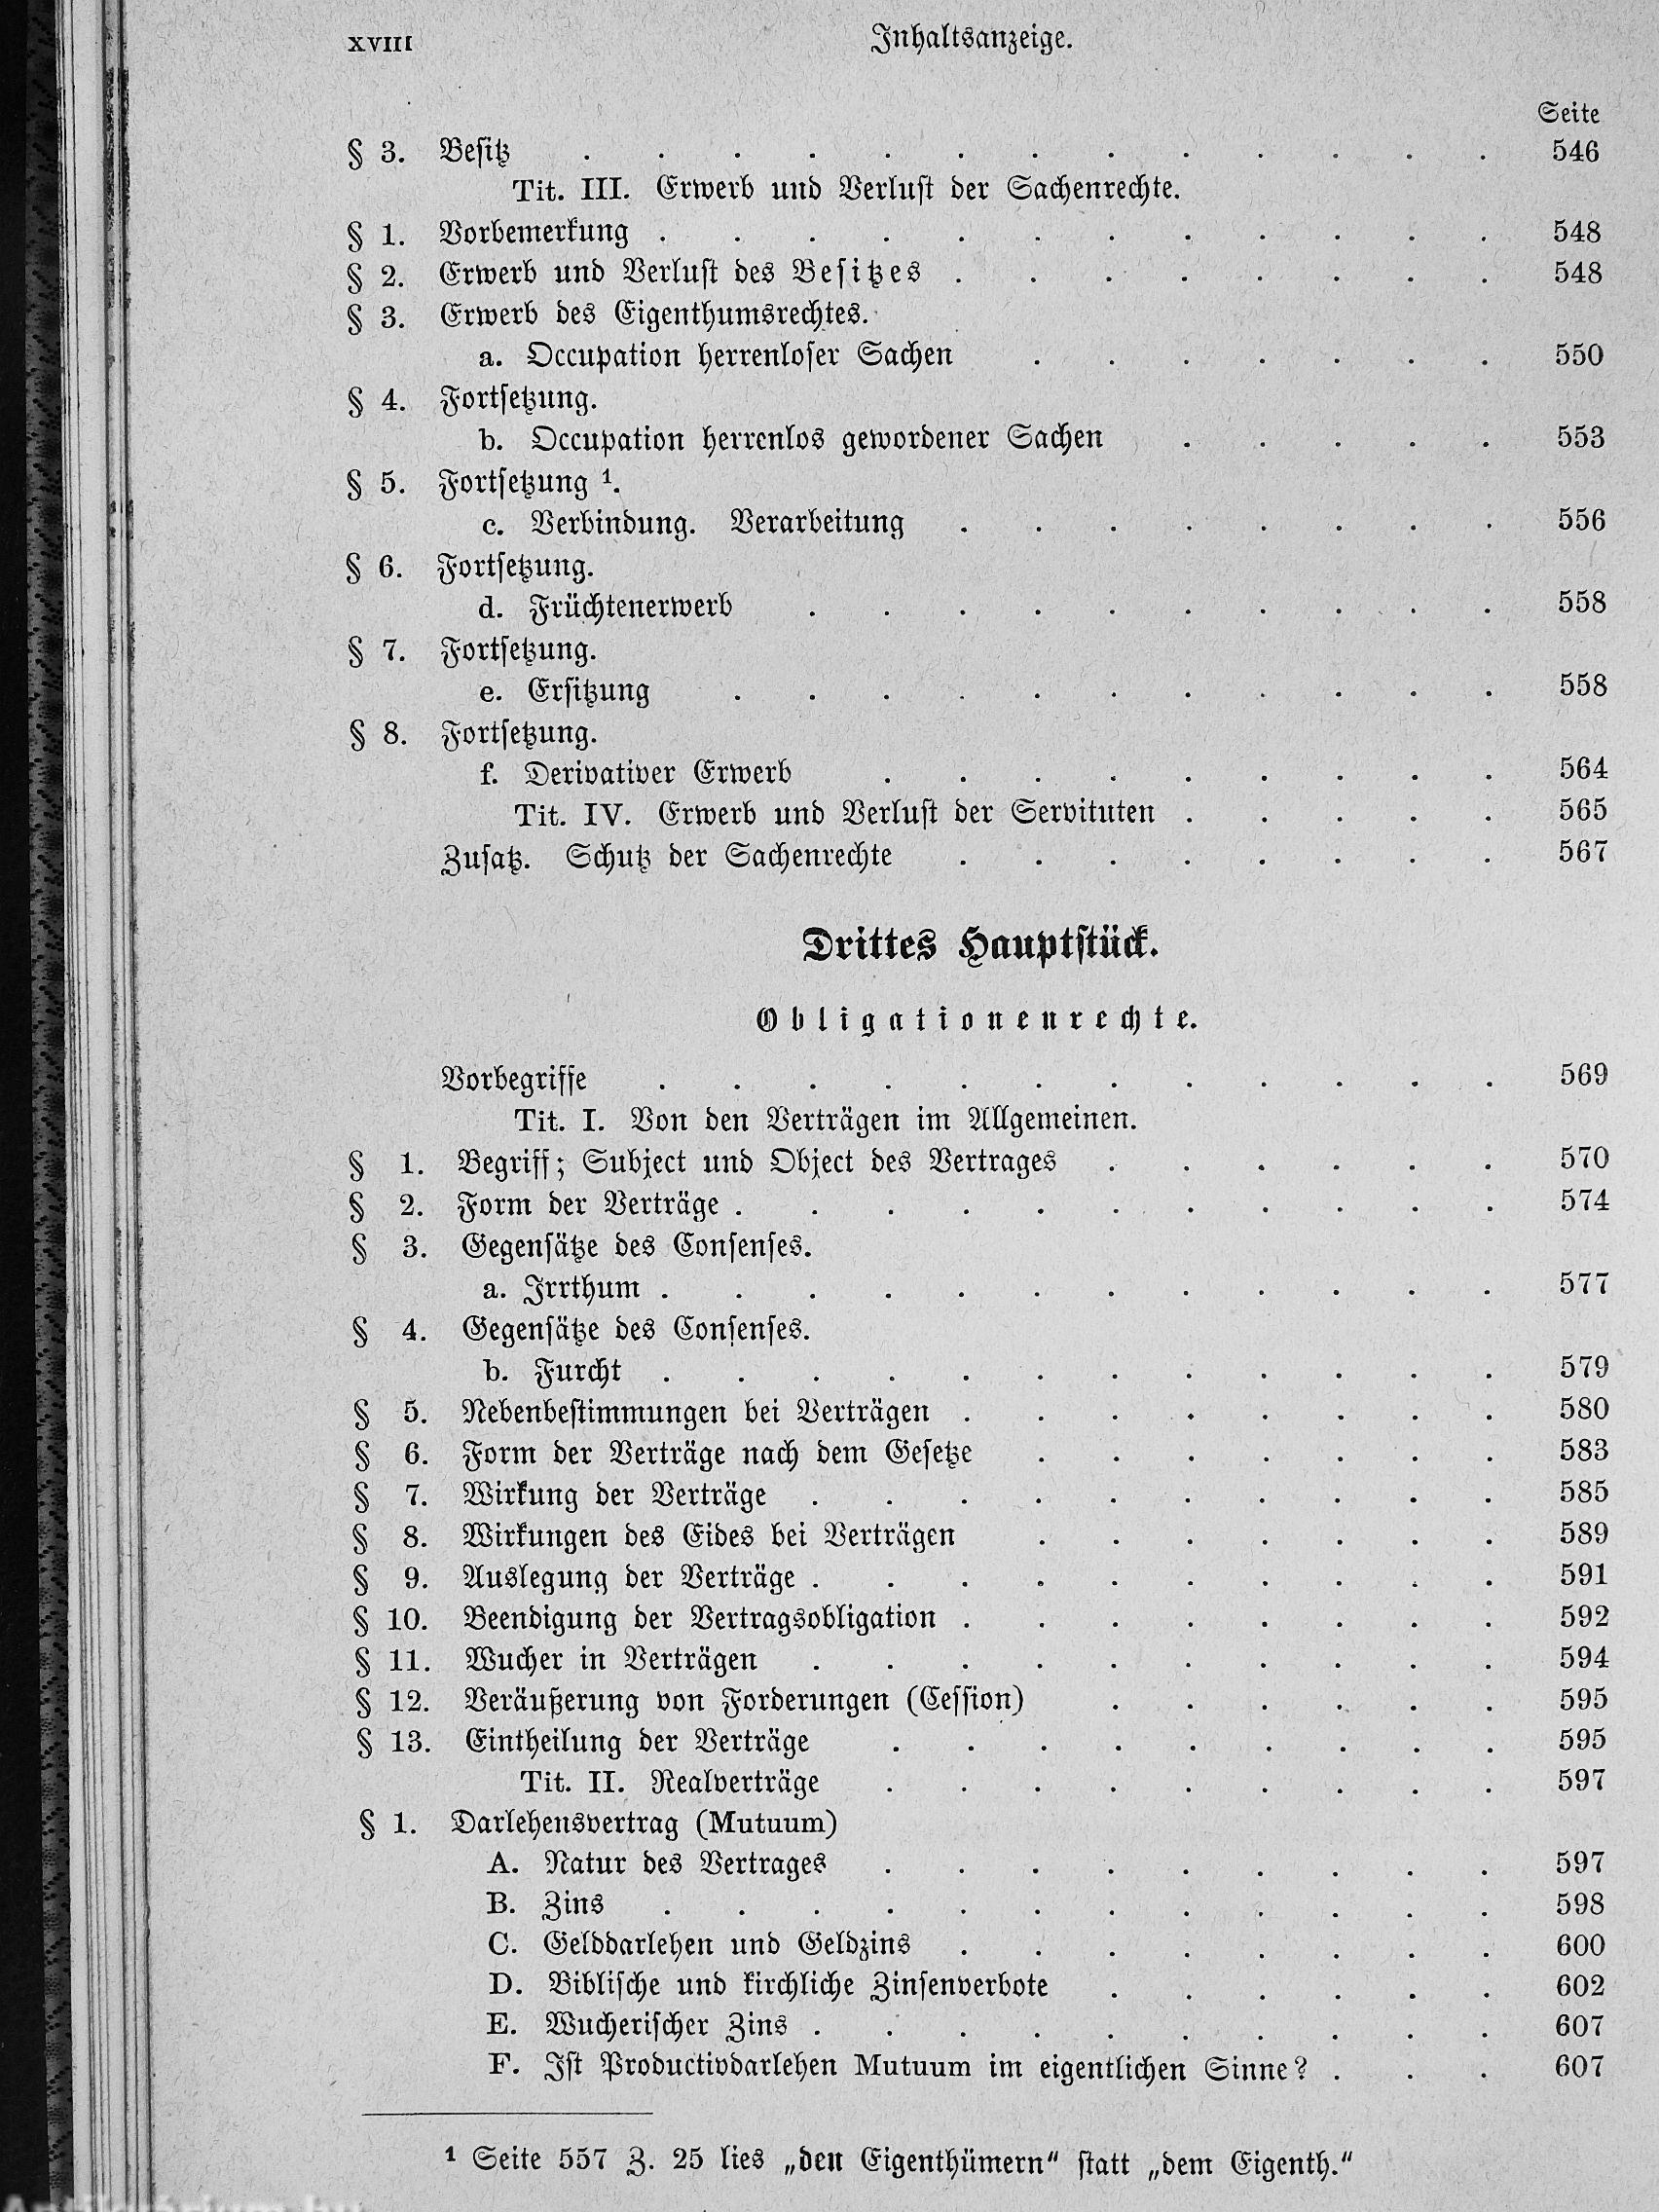 XVIII Inhaltsanzeige.
Seite
§ 3. Besitz . . . . . . . . . . . . . 546
Tit. III. Erwerb und Verlust der Sachenrechte.
§ 1. Vorbemerkung . . . . . . . . . . . . 548
§ 2. Erwerb und Verlust des Besitzes . . . . . . . . 548
§ 3. Erwerb des Eigenthumsrechtes.
a. Occupation herrenloser Sachen . . . . . . . 550
§ 4. Fortsetzung.
b. Occupation herrenlos gewordener Sachen . . . . . 553
§ 5. Fortsetzung ¹.
c. Verbindung. Verarbeitung . . . . . . . . 556
§ 6. Fortsetzung.
d. Früchtenerwerb . . . . . . . . . . 558
§ 7. Fortsetzung.
e. Ersitzung . . . . . . . . . . . 558
§ 8. Fortsetzung.
f. Derivativer Erwerb . . . . . . . . . 564
Tit. IV. Erwerb und Verlust der Servituten . . . . . 565
Zusatz. Schutz der Sachenrechte . . . . . . . . 567
Drittes Hauptstück.
Obligationenrechte.
Vorbegriffe . . . . . . . . . . . . 569
Tit. I. Von den Verträgen im Allgemeinen.
§ 1. Begriff; Subject und Object des Vertrages . . . . . . 570
§ 2. Form der Verträge . . . . . . . . . . . 574
§ 3. Gegensätze des Consenses.
a. Irrthum . . . . . . . . . . . . 577
§ 4. Gegensätze des Consenses.
b. Furcht . . . . . . . . . . . . 579
§ 5. Nebenbestimmungen bei Verträgen . . . . . . . . 580
§ 6. Form der Verträge nach dem Gesetze . . . . . . . 583
§ 7. Wirkung der Verträge . . . . . . . . . . 585
§ 8. Wirkungen des Eides bei Verträgen . . . . . . . 589
§ 9. Auslegung der Verträge . . . . . . . . . . 591
§ 10. Beendigung der Vertragsobligation . . . . . . . . 592
§ 11. Wucher in Verträgen . . . . . . . . . . 594
§ 12. Veräußerung von Forderungen (Cession) . . . . . . 595
§ 13. Eintheilung der Verträge . . . . . . . . . 595
Tit. II. Realverträge . . . . . . . . . 597
§ 1. Darlehensvertrag (Mutuum)
A. Natur des Vertrages . . . . . . . . . 597
B. Zins . . . . . . . . . . . . 598
C. Gelddarlehen und Geldzins . . . . . . . . 600
D. Biblische und kirchliche Zinsenverbote . . . . . . 602
E. Wucherischer Zins . . . . . . . . . . 607
F. Ist Productivdarlehen Mutuum im eigentlichen Sinne? . . . 607
¹ Seite 557 Z. 25 lies „den Eigenthümern“ statt „dem Eigenth.“